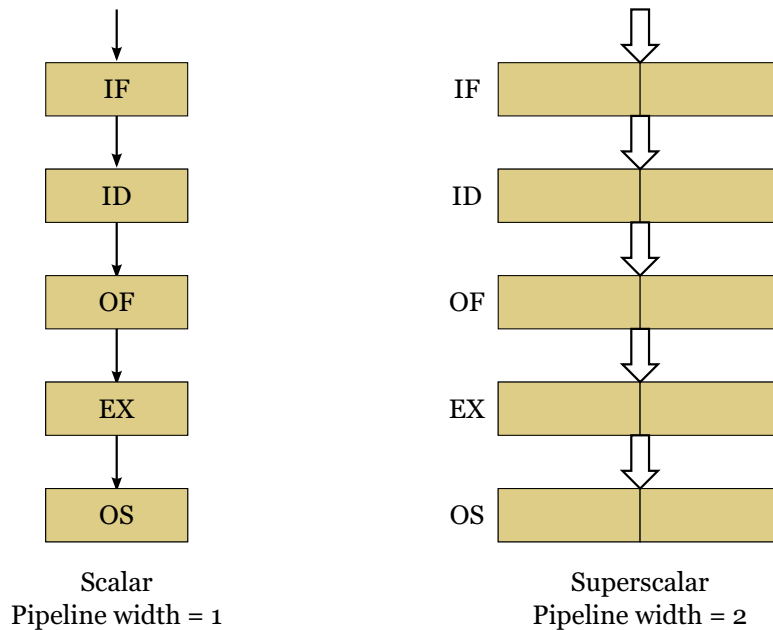 IF
ID
OF
EX
OS
Scalar
Pipeline width = 1
IF
ID
OF
EX
OS
Superscalar
Pipeline width = 2